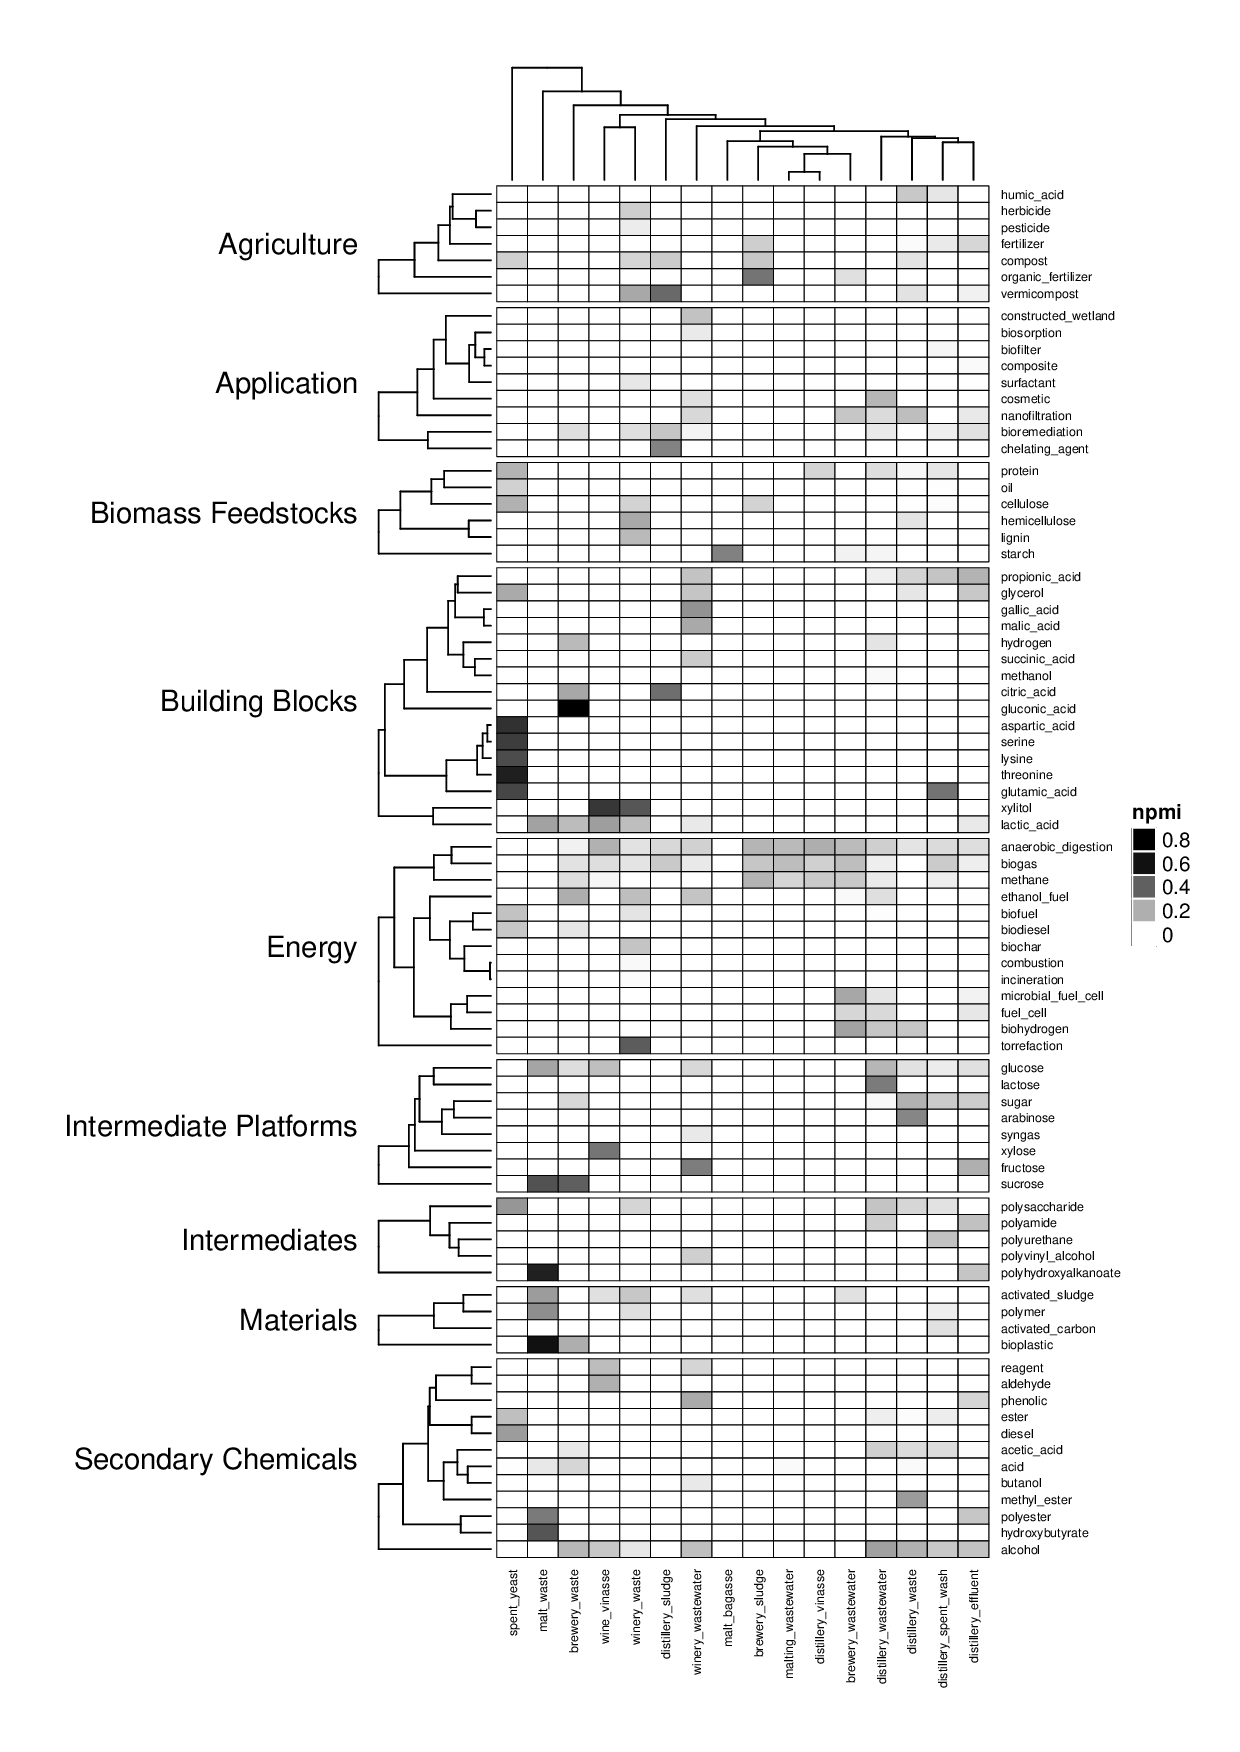 Agriculture
humic_acid
herbicide
pesticide
fertilizer
compost
organic_fertilizer
vermicompost
Application
constructed_wetland
biosorption
biofilter
composite
surfactant
cosmetic
nanofiltration
bioremediation
chelating_agent
Biomass Feedstocks
protein
oil
cellulose
hemicellulose
lignin
starch
Building Blocks
propionic_acid
glycerol
gallic_acid
malic_acid
hydrogen
succinic_acid
methanol
citric_acid
gluconic_acid
aspartic_acid
serine
lysine
threonine
glutamic_acid
xylitol
lactic_acid
npmi
0.8
0.6
0.4
0.2
0
Energy
anaerobic_digestion
biogas
methane
ethanol_fuel
biofuel
biodiesel
biochar
combustion
incineration
microbial_fuel_cell
fuel_cell
biohydrogen
torrefaction
Intermediate Platforms
glucose
lactose
sugar
arabinose
syngas
xylose
fructose
sucrose
Intermediates
polysaccharide
polyamide
polyurethane
polyvinyl_alcohol
polyhydroxyalkanoate
Materials
activated_sludge
polymer
activated_carbon
bioplastic
Secondary Chemicals
reagent
aldehyde
phenolic
ester
diesel
acetic_acid
acid
butanol
methyl_ester
polyester
hydroxybutyrate
alcohol
spent_yeast
malt_waste
brewery_waste
wine_vinasse
winery_waste
distillery_sludge
winery_wastewater
malt_bagasse
brewery_sludge
malting_wastewater
distillery_vinasse
brewery_wastewater
distillery_wastewater
distillery_waste
distillery_spent_wash
distillery_effluent